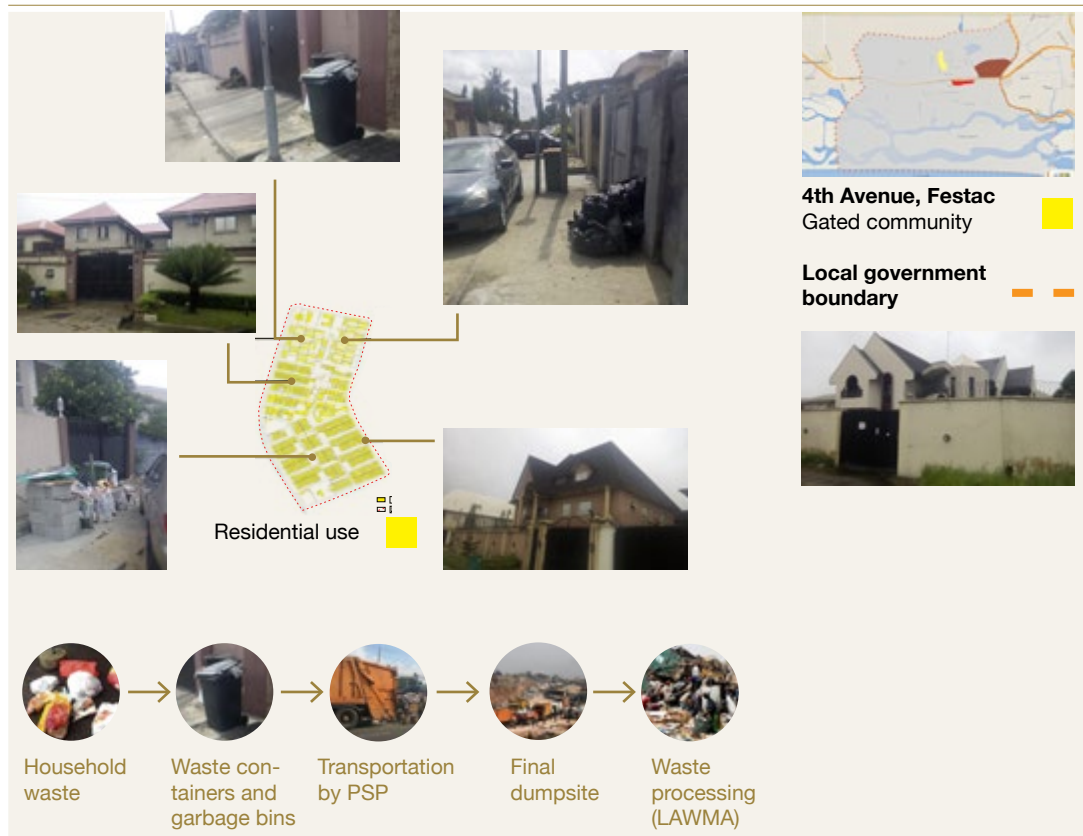 4th Avenue, Festac
Gated community
Local government
boundary
Residential use
Household
waste
Waste con-
tainers and
garbage bins
Transportation
by PSP
Final
dumpsite
Waste
processing
(LAWMA)